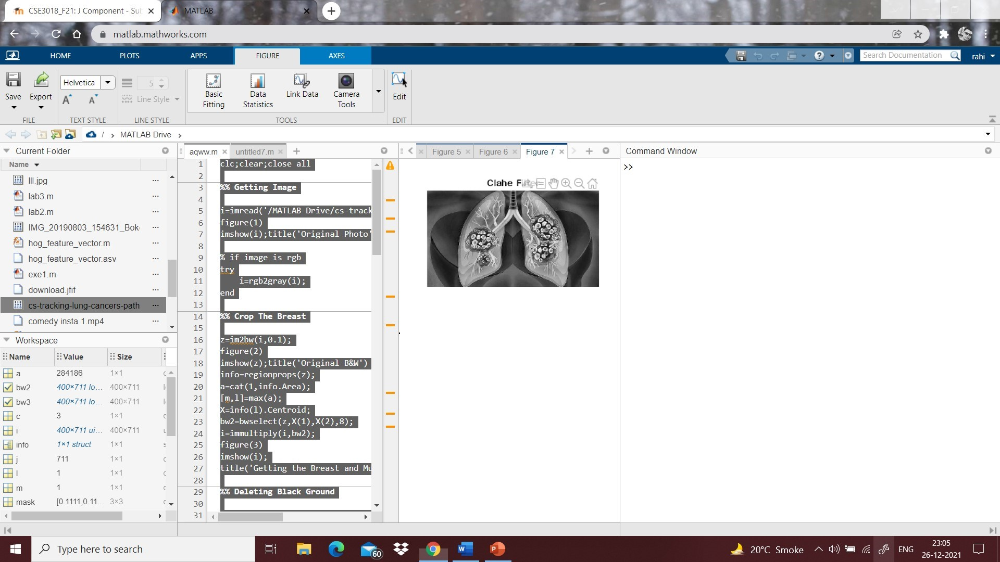 CSE3018_F21: J Component - Su
MATLAB
matlab.mathworks.com
HOME PLOTS APPS FIGURE AXES
Search Documentation
rahi
Helvetica
5
Save Export
Line Style
Basic Fitting
Data Statistics
Link Data
Camera Tools
Edit
FILE TEXT STYLE LINE STYLE TOOLS EDIT
/ > MATLAB Drive >
Current Folder
Name
lll.jpg
lab3.m
lab2.m
IMG_20190803_154631_Bok
hog_feature_vector.m
hog_feature_vector.asv
exe1.m
download.jfif
cs-tracking-lung-cancers-path
comedy insta 1.mp4
Workspace
Name Value Size
a 284186 1×1
bw2 400×711 lo... 400×711
bw3 400×711 lo... 400×711
c 3 1×1
i 400×711 ui... 400×711
info 1×1 struct 1×1
j 711 1×1
l 1 1×1
m 1 1×1
mask [0.1111,0.11... 3×3
aqww.m untitled7.m
1 clc;clear;close all
2
3 %% Getting Image
4
5 i=imread('/MATLAB Drive/cs-track
6 figure(1)
7 imshow(i);title('Original Photo'
8
9 % if image is rgb
10 try
11 i=rgb2gray(i);
12 end
13
14 %% Crop The Breast
15
16 z=im2bw(i,0.1);
17 figure(2)
18 imshow(z);title('Original B&W')
19 info=regionprops(z);
20 a=cat(1,info.Area);
21 [m,l]=max(a);
22 X=info(l).Centroid;
23 bw2=bwselect(z,X(1),X(2),8);
24 i=immultiply(i,bw2);
25 figure(3)
26 imshow(i);
27 title('Getting the Breast and Mu
28
29 %% Deleting Black Ground
30
31
Figure 5 Figure 6 Figure 7
Clahe
Command Window
>>
Type here to search
60
20°C Smoke
ENG
23:05
26-12-2021